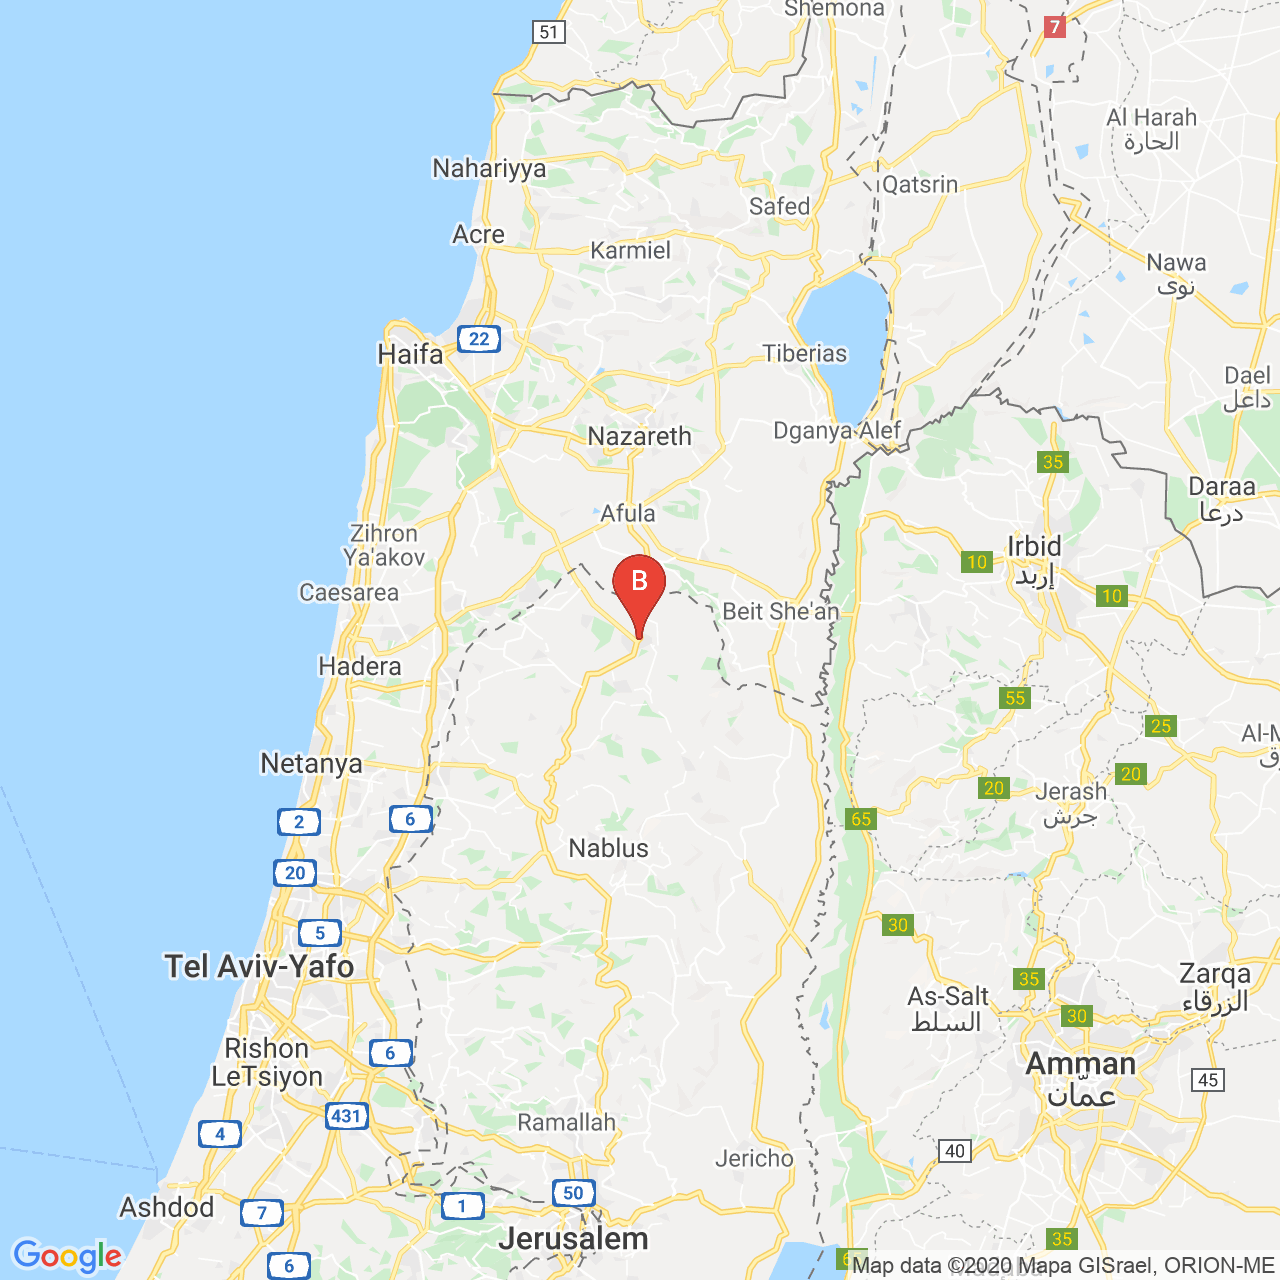 Shemona
51
7
Al Harah
الحارة
Nahariyya
Qatsrin
Safed
Acre
Karmiel
Nawa
نوى
22
Haifa
Tiberias
Dael
داعل
Nazareth
Dganya Alef
35
Daraa
درعا
Afula
Zihron
Ya'akov
Irbid
إربد
10
B
Caesarea
10
Beit She'an
Hadera
55
25
Al-M
Netanya
20
20
Jerash
جرش
2
6
65
Nablus
20
30
5
Tel Aviv-Yafo
35
Zarqa
الزرقاء
As-Salt
السلط
30
Rishon
LeTsiyon
6
Amman
عمّان
45
431
4
Ramallah
40
Jericho
50
Ashdod
7
1
Jerusalem
35
Google
6
Map data ©2020 Mapa GISrael, ORION-ME